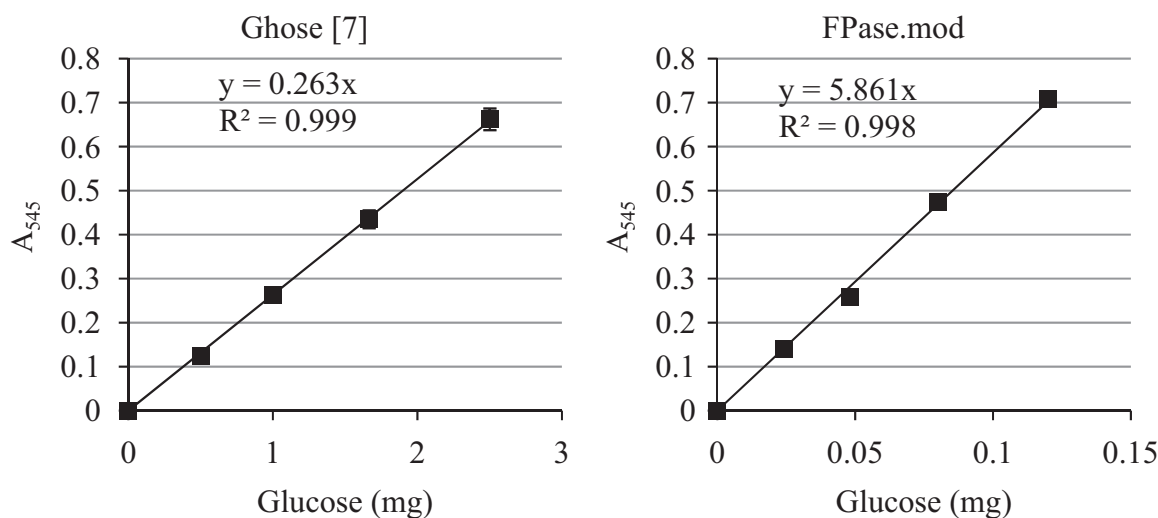 Ghose [7]
0.8
0.7
0.6
0.5
0.4
0.3
0.2
0.1
0
y = 0.263x
R² = 0.999
A545
0 1 2 3
Glucose (mg)
FPase.mod
0.8
0.7
0.6
0.5
0.4
0.3
0.2
0.1
0
y = 5.861x
R² = 0.998
A545
0 0.05 0.1 0.15
Glucose (mg)